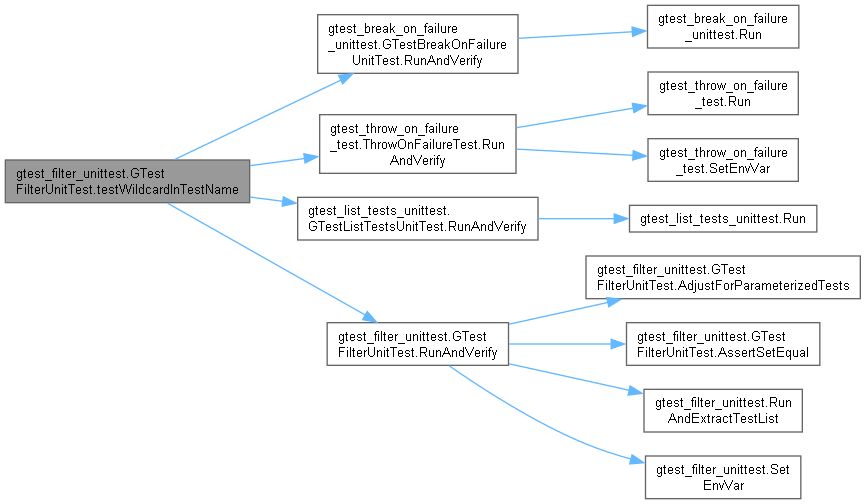 gtest_filter_unittest.GTest
FilterUnitTest.testWildcardInTestName
gtest_break_on_failure
_unittest.GTestBreakOnFailure
UnitTest.RunAndVerify
gtest_break_on_failure
_unittest.Run
gtest_throw_on_failure
_test.ThrowOnFailureTest.Run
AndVerify
gtest_throw_on_failure
_test.Run
gtest_throw_on_failure
_test.SetEnvVar
gtest_list_tests_unittest.
GTestListTestsUnitTest.RunAndVerify
gtest_list_tests_unittest.Run
gtest_filter_unittest.GTest
FilterUnitTest.RunAndVerify
gtest_filter_unittest.GTest
FilterUnitTest.AdjustForParameterizedTests
gtest_filter_unittest.GTest
FilterUnitTest.AssertSetEqual
gtest_filter_unittest.Run
AndExtractTestList
gtest_filter_unittest.Set
EnvVar